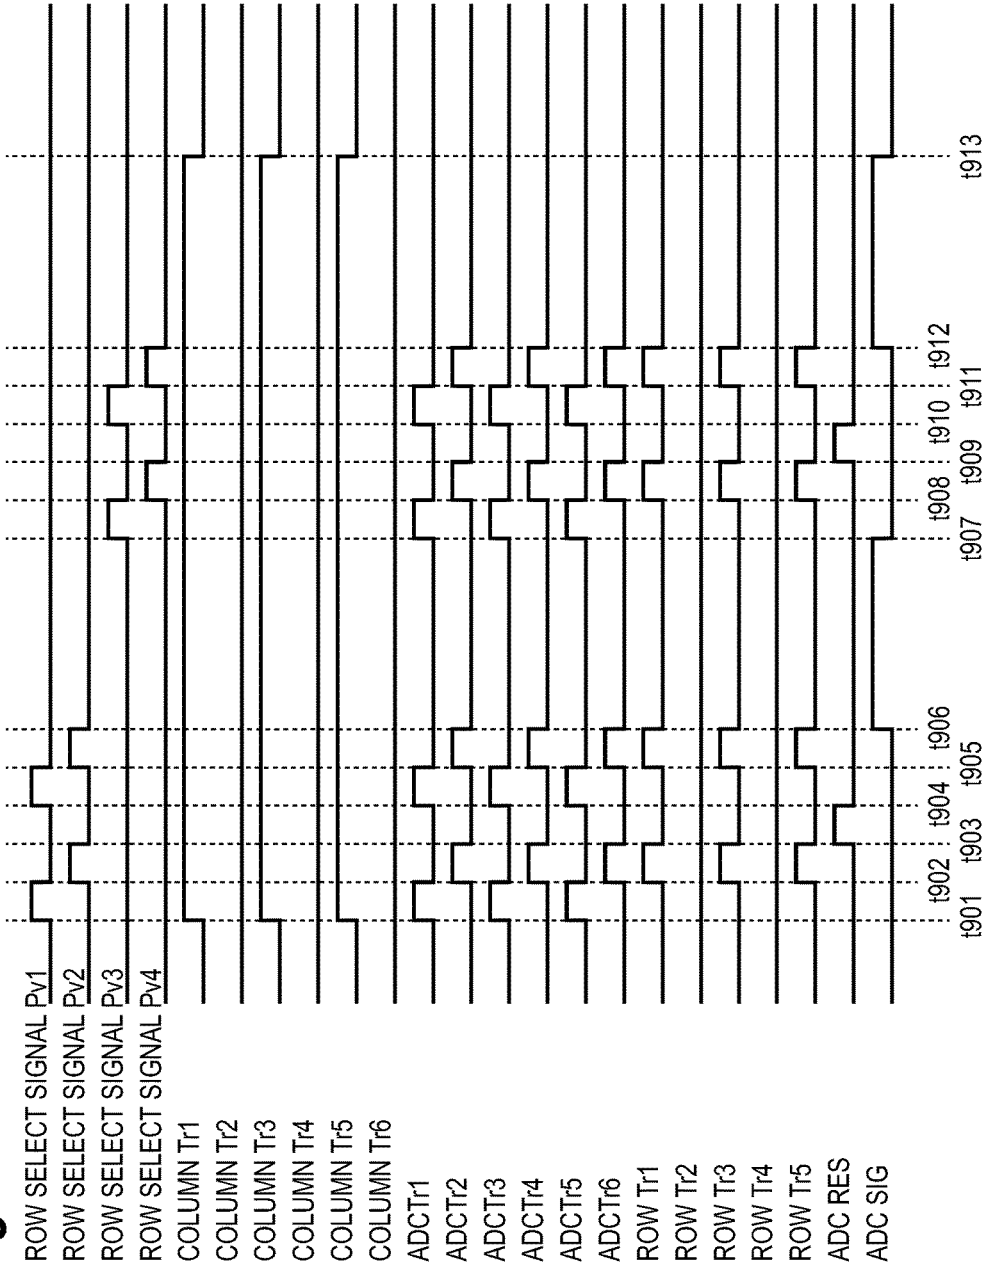 ROW SELECT SIGNAL Pv1
ROW SELECT SIGNAL Pv2
ROW SELECT SIGNAL Pv3
ROW SELECT SIGNAL Pv4
COLUMN Tr1
COLUMN Tr2
COLUMN Tr3
COLUMN Tr4
COLUMN Tr5
COLUMN Tr6
ADCTr1
ADCTr2
ADCTr3
ADCTr4
ADCTr5
ADCTr6
ROW Tr1
ROW Tr2
ROW Tr3
ROW Tr4
ROW Tr5
ADC RES
ADC SIG
t901
t902
t903
t904
t905
t906
t907
t908
t909
t910
t911
t912
t913